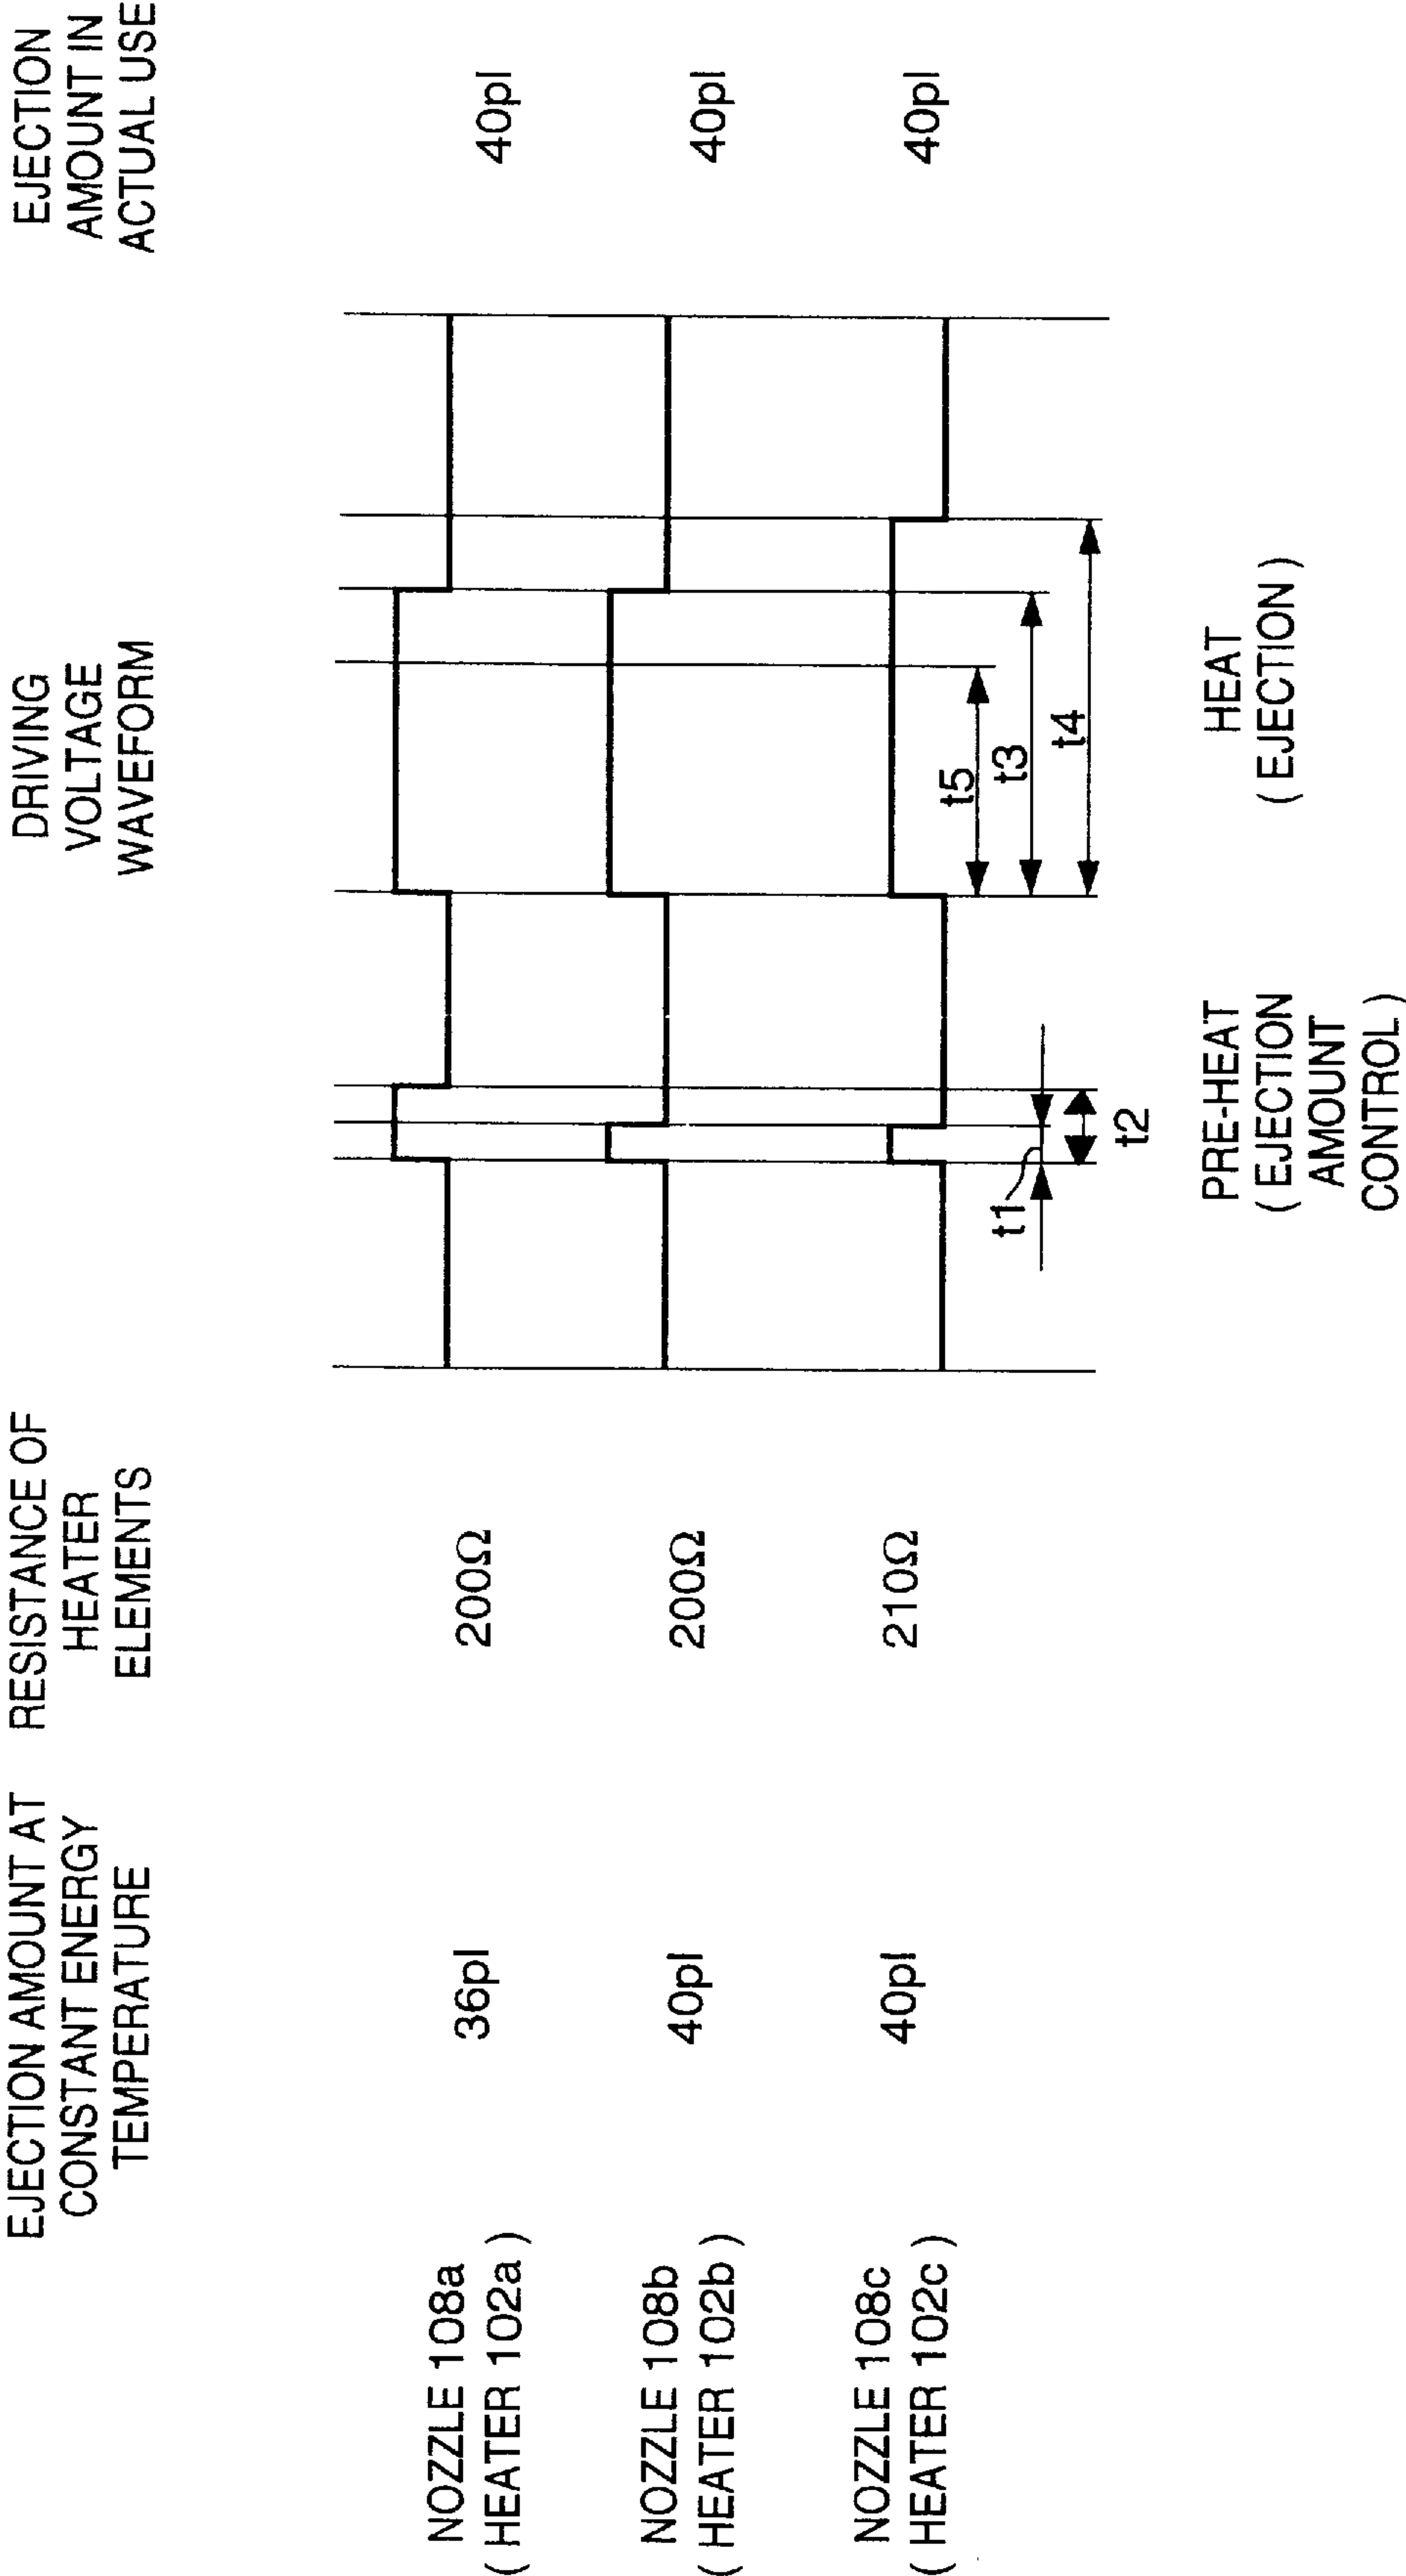 EJECTION AMOUNT AT
CONSTANT ENERGY
TEMPERATURE
RESISTANCE OF
HEATER
ELEMENTS
DRIVING
VOLTAGE
WAVEFORM
EJECTION
AMOUNT IN
ACTUAL USE
NOZZLE 108a
( HEATER 102a )
36pl
200Ω
40pl
NOZZLE 108b
( HEATER 102b )
40pl
200Ω
40pl
NOZZLE 108c
( HEATER 102c )
40pl
210Ω
40pl
t1
t2
t5
t3
t4
PRE-HEAT
( EJECTION
AMOUNT
CONTROL )
HEAT
( EJECTION )